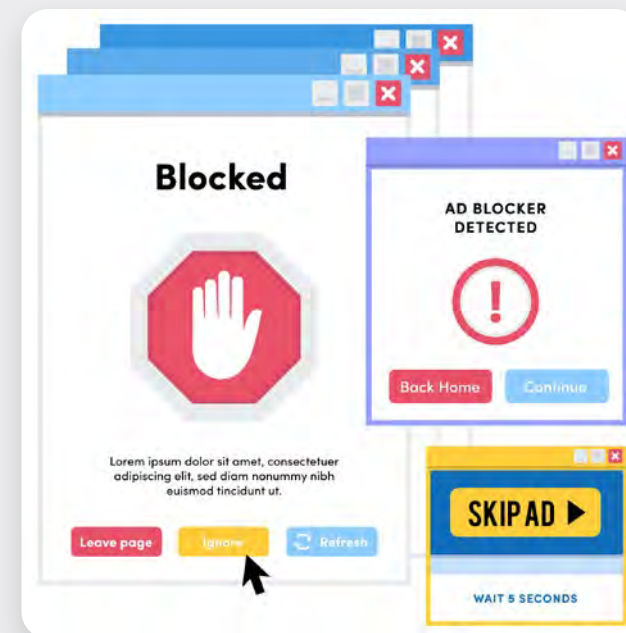 Blocked
Lorem ipsum dolor sit amet, consectetuer
adipiscing elit, sed diam nonummy nibh
euismod tincidunt ut.
Leave page
Ignore
Refresh
AD BLOCKER
DETECTED
!
Back Home
Continue
SKIP AD
WAIT 5 SECONDS